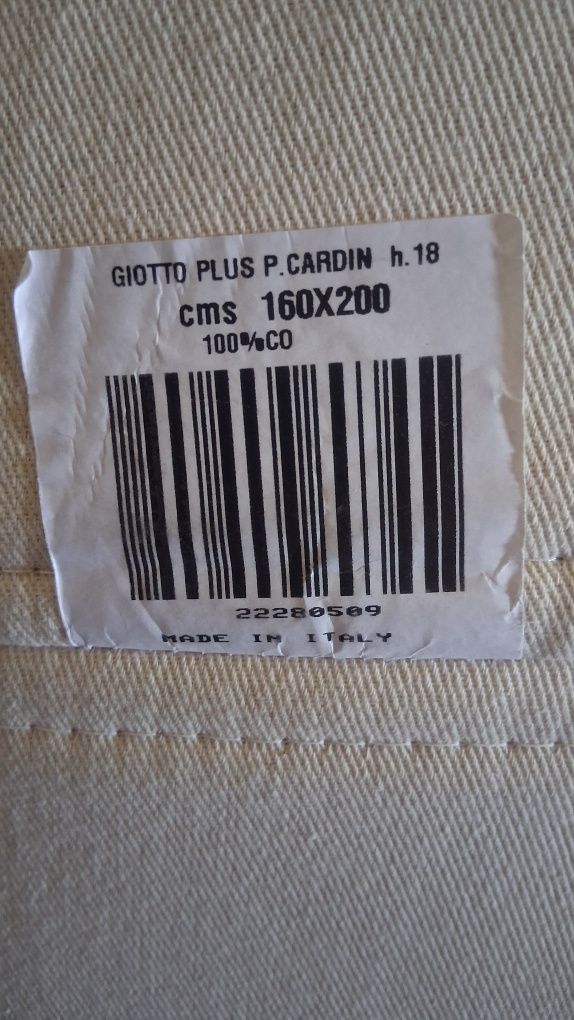 GIOTTO PLUS P.CARDIN h.18
cms 160X200
100%CO
22280509
MADE IN ITALY